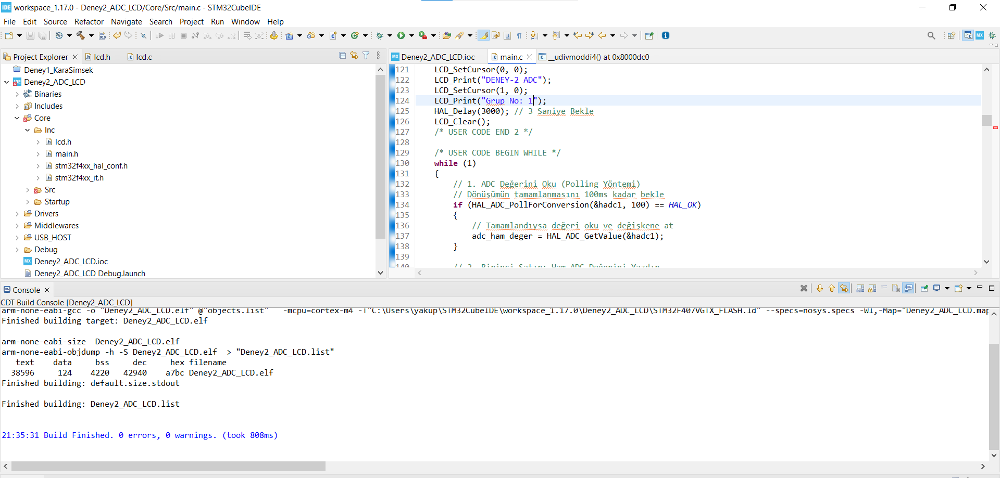 workspace_1.17.0 - Deney2_ADC_LCD/Core/Src/main.c - STM32CubeIDE
File Edit Source Refactor Navigate Search Project Run Window Help
Project Explorer
lcd.h
lcd.c
Deney1_KaraSimsek
Deney2_ADC_LCD
Binaries
Includes
Core
Inc
lcd.h
main.h
stm32f4xx_hal_conf.h
stm32f4xx_it.h
Src
Startup
Drivers
Middlewares
USB_HOST
Debug
Deney2_ADC_LCD.ioc
Deney2_ADC_LCD Debug.launch
Deney2_ADC_LCD.ioc
main.c
__udivmoddi4() at 0x8000dc0
121 LCD_SetCursor(0, 0);
122 LCD_Print("DENEY-2 ADC");
123 LCD_SetCursor(1, 0);
124 LCD_Print("Grup No: 1");
125 HAL_Delay(3000); // 3 Saniye Bekle
126 LCD_Clear();
127 /* USER CODE END 2 */
128
129 /* USER CODE BEGIN WHILE */
130 while (1)
131 {
132 // 1. ADC Değerini Oku (Polling Yöntemi)
133 // Dönüşümün tamamlanmasını 100ms kadar bekle
134 if (HAL_ADC_PollForConversion(&hadc1, 100) == HAL_OK)
135 {
136 // Tamamlandıysa değeri oku ve değişkene at
137 adc_ham_deger = HAL_ADC_GetValue(&hadc1);
138 }
139
140 // 2. Birinci Satır: Ham ADC Değerini Yazdır
Console
CDT Build Console [Deney2_ADC_LCD]
arm-none-eabi-gcc -o "Deney2_ADC_LCD.elf" @"objects.list" -mcpu=cortex-m4 -T"C:\Users\yakup\STM32CubeIDE\workspace_1.17.0\Deney2_ADC_LCD\STM32F407VGTX_FLASH.ld" --specs=nosys.specs -Wl,-Map="Deney2_ADC_LCD.map
Finished building target: Deney2_ADC_LCD.elf
arm-none-eabi-size Deney2_ADC_LCD.elf
arm-none-eabi-objdump -h -S Deney2_ADC_LCD.elf > "Deney2_ADC_LCD.list"
text data bss dec hex filename
38596 124 4220 42940 a7bc Deney2_ADC_LCD.elf
Finished building: default.size.stdout
Finished building: Deney2_ADC_LCD.list
21:35:31 Build Finished. 0 errors, 0 warnings. (took 808ms)